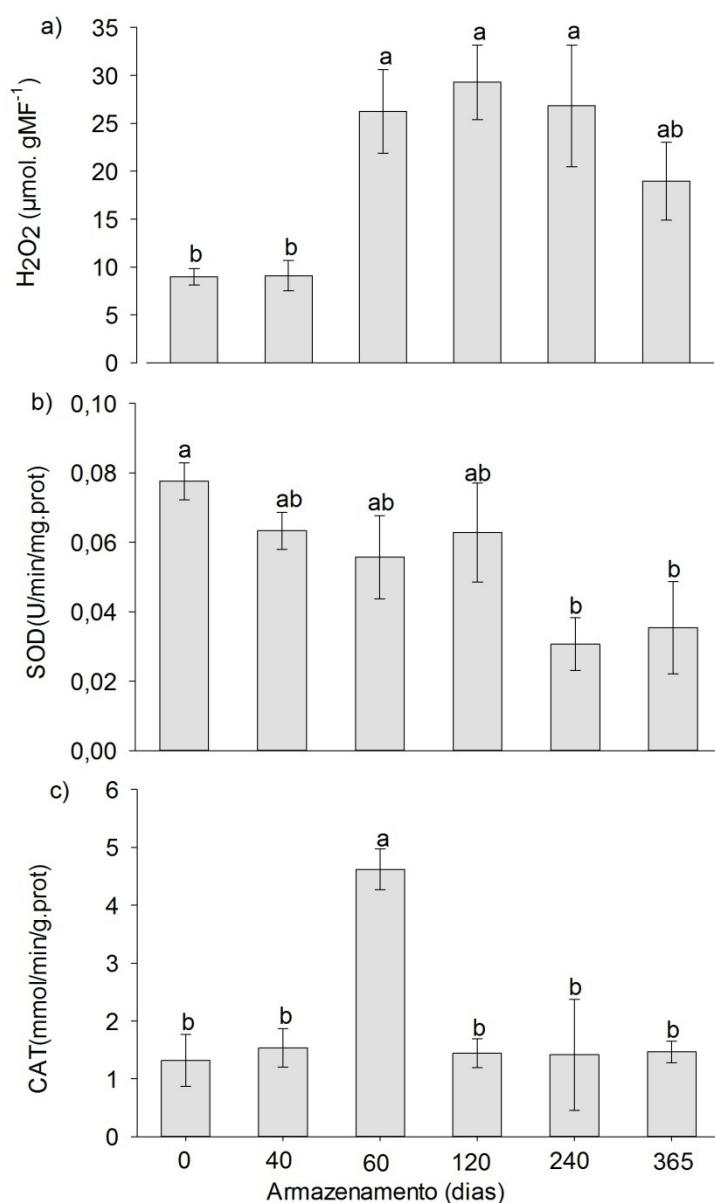 a)
H₂O₂ (µmol. gMF⁻¹)
35
30
25
20
15
10
5
0
b
b
a
a
a
ab
b)
SOD(U/min/mg.prot)
0,10
0,08
0,06
0,04
0,02
0,00
a
ab
ab
ab
b
b
c)
CAT(mmol/min/g.prot)
6
5
4
3
2
1
0
b
b
a
b
b
b
0 40 60 120 240 365
Armazenamento (dias)